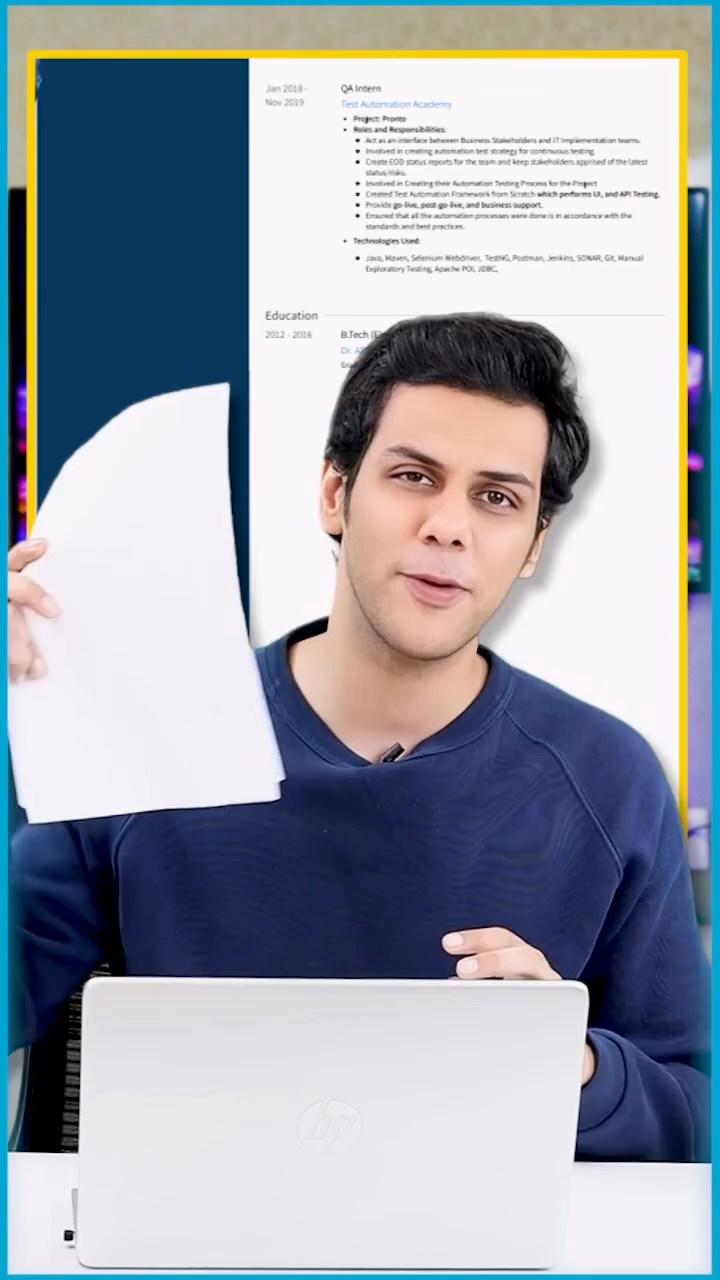 Jan 2018 -
Nov 2019
QA Intern
Test Automation Academy
• Project: Pronto
• Roles and Responsibilities:
• Act as an interface between Business Stakeholders and IT Implementation teams.
• Involved in creating automation test strategy for continuous testing.
• Create EOD status reports for the team and keep stakeholders apprised of the latest
status/risks.
• Involved in Creating their Automation Testing Process for the Project
• Created Test Automation Framework from Scratch which performs UI, and API Testing.
• Provide go-live, post-go-live, and business support.
• Ensured that all the automation processes were done is in accordance with the
standards and best practices.
• Technologies Used:
• Java, Maven, Selenium Webdriver, TestNG, Postman, Jenkins, SONAR, Git, Manual
Exploratory Testing, Apache POI, JDBC,
Education
2012 - 2016
B.Tech
Dr.
hp